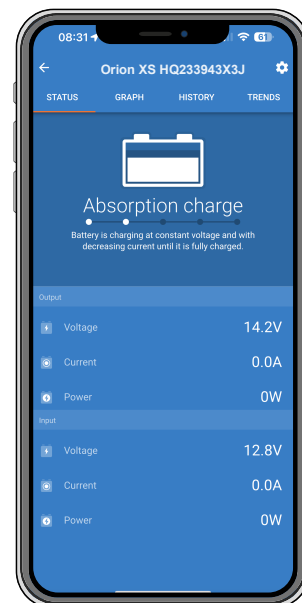 08:31
61
Orion XS HQ233943X3J
STATUS GRAPH HISTORY TRENDS
Absorption charge
Battery is charging at constant voltage and with
decreasing current until it is fully charged.
Output
Voltage 14.2V
Current 0.0A
Power 0W
Input
Voltage 12.8V
Current 0.0A
Power 0W